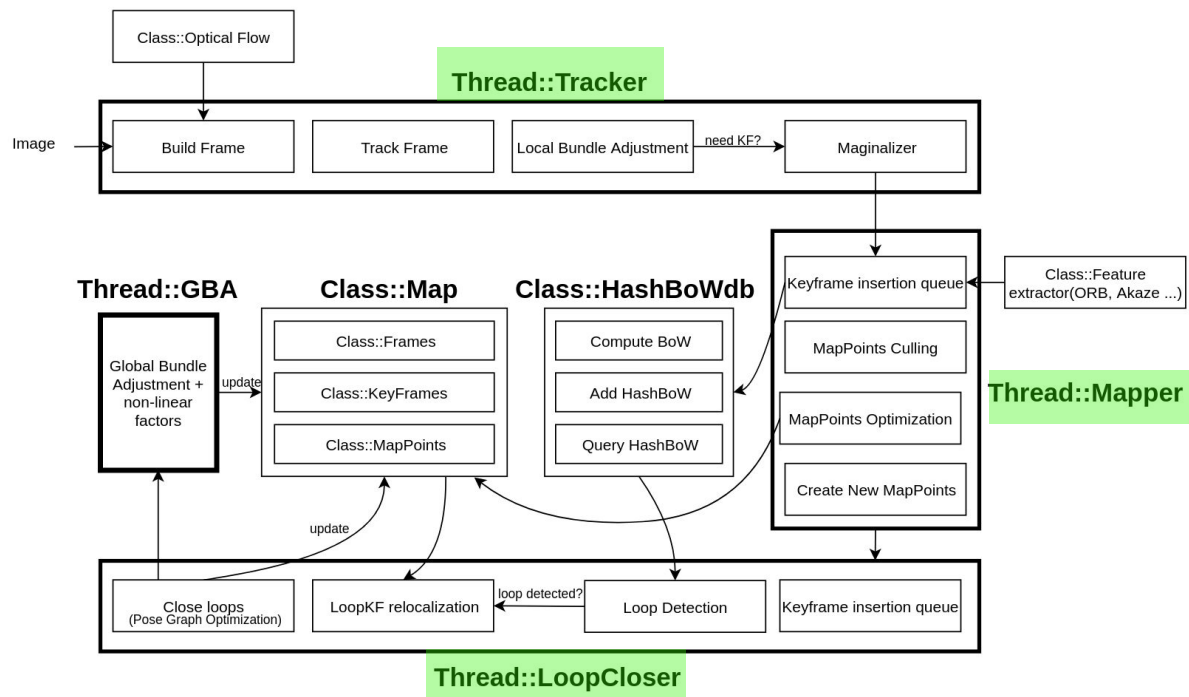 Class::Optical Flow
Thread::Tracker
Image
Build Frame
Track Frame
Local Bundle Adjustment
need KF?
Maginalizer
Thread::GBA
Class::Map
Class::HashBoWdb
Keyframe insertion queue
Class::Feature
extractor(ORB, Akaze ...)
Global Bundle
Adjustment +
non-linear
factors
update
Class::Frames
Class::KeyFrames
Class::MapPoints
Compute BoW
Add HashBoW
Query HashBoW
MapPoints Culling
MapPoints Optimization
Create New MapPoints
Thread::Mapper
update
Close loops
(Pose Graph Optimization)
LoopKF relocalization
loop detected?
Loop Detection
Keyframe insertion queue
Thread::LoopCloser